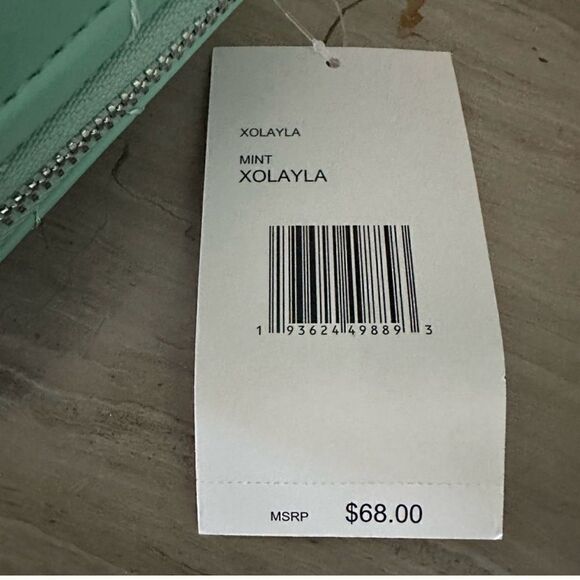 XOLAYLA
MINT
XOLAYLA
1 93624 49889 3
MSRP $68.00